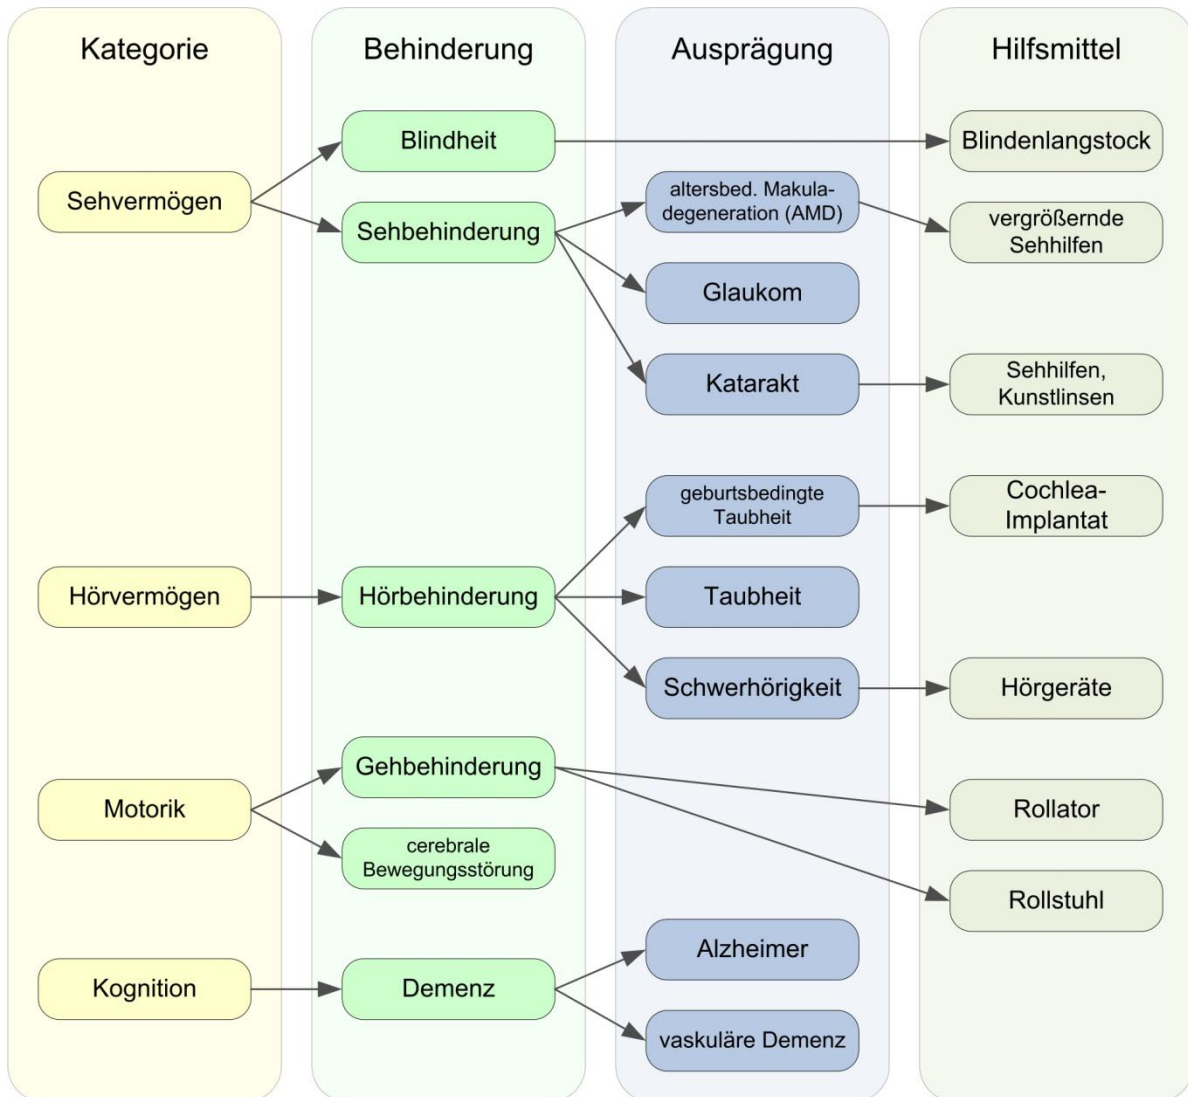 Kategorie
Behinderung
Ausprägung
Hilfsmittel
Sehvermögen
Hörvermögen
Motorik
Kognition
Blindheit
Sehbehinderung
Hörbehinderung
Gehbehinderung
cerebrale
Bewegungsstörung
Demenz
altersbed. Makula-
degeneration (AMD)
Glaukom
Katarakt
geburtsbedingte
Taubheit
Taubheit
Schwerhörigkeit
Alzheimer
vaskuläre Demenz
Blindenlangstock
vergrößernde
Sehhilfen
Sehhilfen,
Kunstlinsen
Cochlea-
Implantat
Hörgeräte
Rollator
Rollstuhl